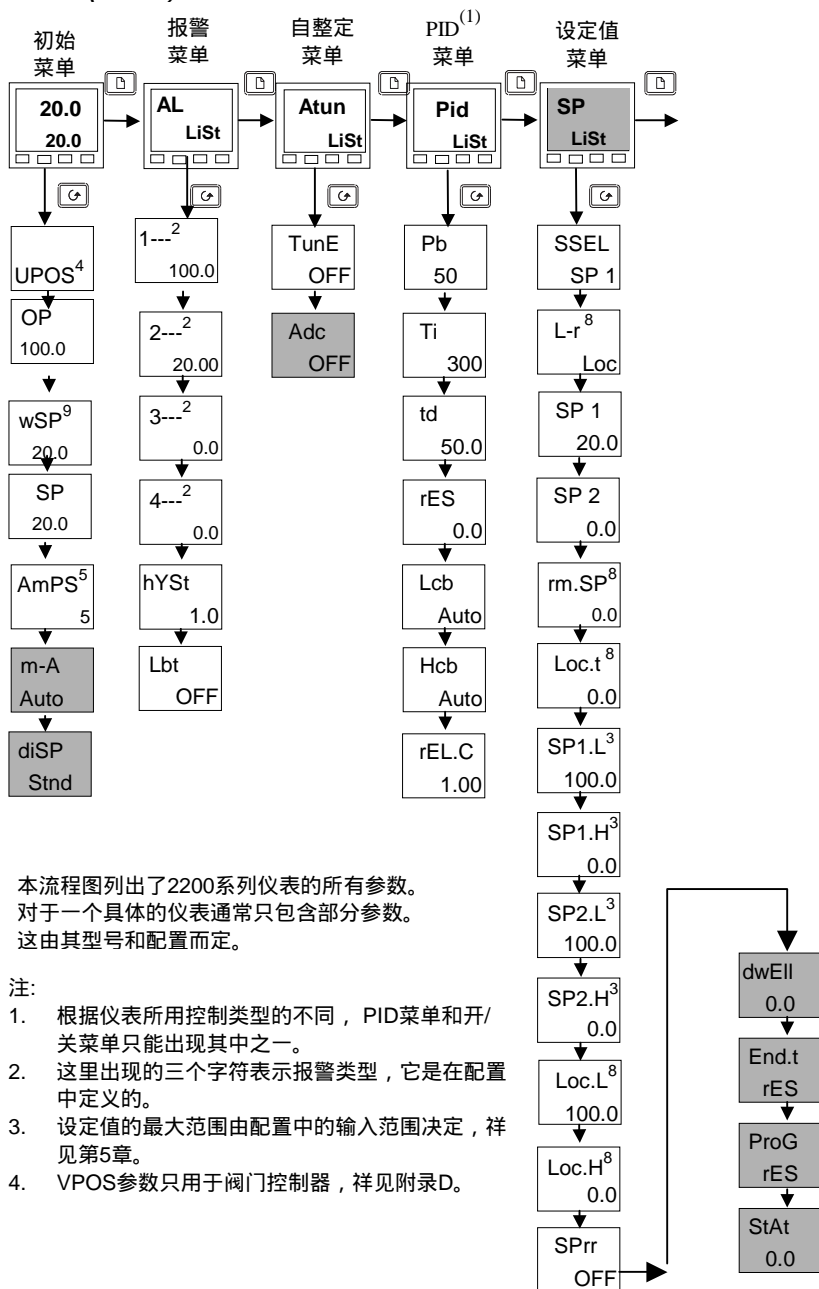 初始
菜单
20.0
20.0
UPOS4
OP
100.0
wSP9
20.0
SP
20.0
AmPS5
5
m-A
Auto
diSP
Stnd
报警
菜单
AL
LiSt
1---2
100.0
2---2
20.00
3---2
0.0
4---2
0.0
hYSt
1.0
Lbt
OFF
自整定
菜单
Atun
LiSt
TunE
OFF
Adc
OFF
PID(1)
菜单
Pid
LiSt
Pb
50
Ti
300
td
50.0
rES
0.0
Lcb
Auto
Hcb
Auto
rEL.C
1.00
设定值
菜单
SP
LiSt
SSEL
SP 1
L-r 8
Loc
SP 1
20.0
SP 2
0.0
rm.SP8
0.0
Loc.t 8
0.0
SP1.L3
100.0
SP1.H3
0.0
SP2.L3
100.0
SP2.H3
0.0
Loc.L8
100.0
Loc.H8
0.0
SPrr
OFF
dwEll
0.0
End.t
rES
ProG
rES
StAt
0.0
本流程图列出了2200系列仪表的所有参数。
对于一个具体的仪表通常只包含部分参数。
这由其型号和配置而定。
注:
1. 根据仪表所用控制类型的不同，PID菜单和开/
关菜单只能出现其中之一。
2. 这里出现的三个字符表示报警类型，它是在配置
中定义的。
3. 设定值的最大范围由配置中的输入范围决定，祥
见第5章。
4. VPOS参数只用于阀门控制器，祥见附录D。